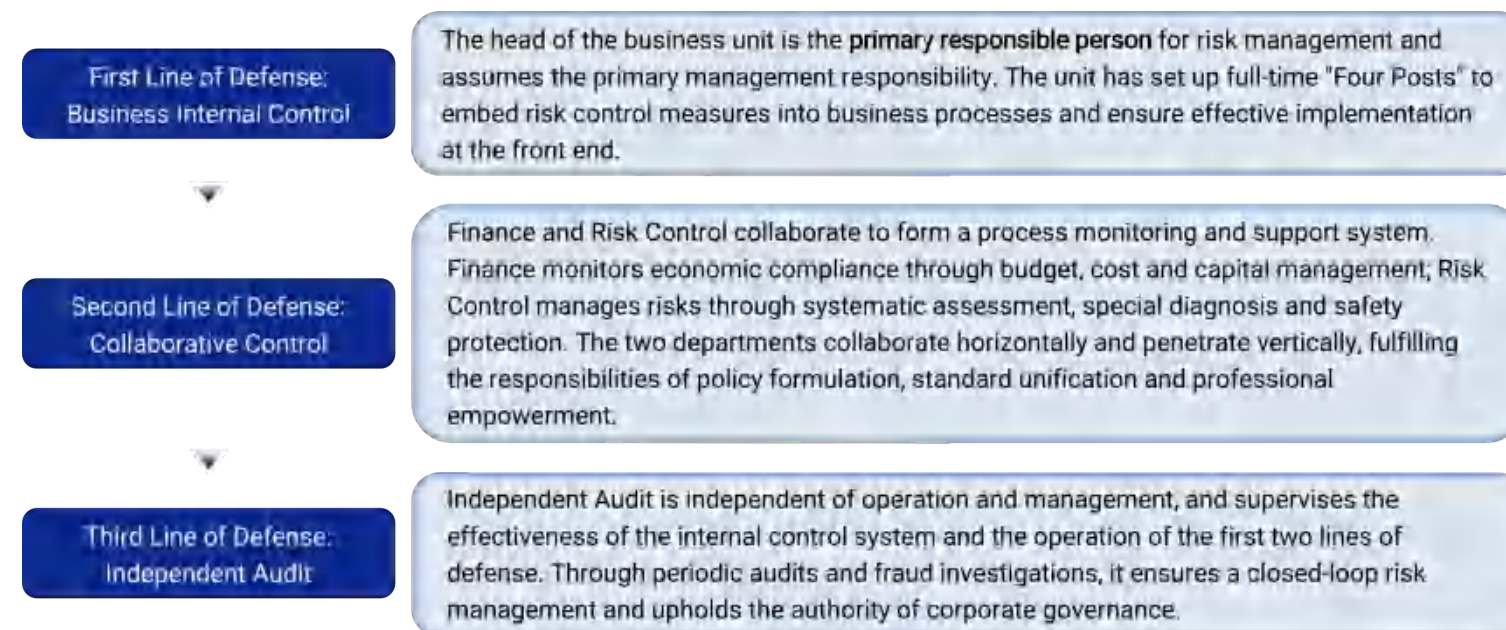 First Line of Defense:
Business Internal Control
The head of the business unit is the primary responsible person for risk management and
assumes the primary management responsibility. The unit has set up full-time "Four Posts" to
embed risk control measures into business processes and ensure effective implementation
at the front end.
Second Line of Defense:
Collaborative Control
Finance and Risk Control collaborate to form a process monitoring and support system.
Finance monitors economic compliance through budget, cost and capital management; Risk
Control manages risks through systematic assessment, special diagnosis and safety
protection. The two departments collaborate horizontally and penetrate vertically, fulfilling
the responsibilities of policy formulation, standard unification and professional
empowerment.
Third Line of Defense:
Independent Audit
Independent Audit is independent of operation and management, and supervises the
effectiveness of the internal control system and the operation of the first two lines of
defense. Through periodic audits and fraud investigations, it ensures a closed-loop risk
management and upholds the authority of corporate governance.